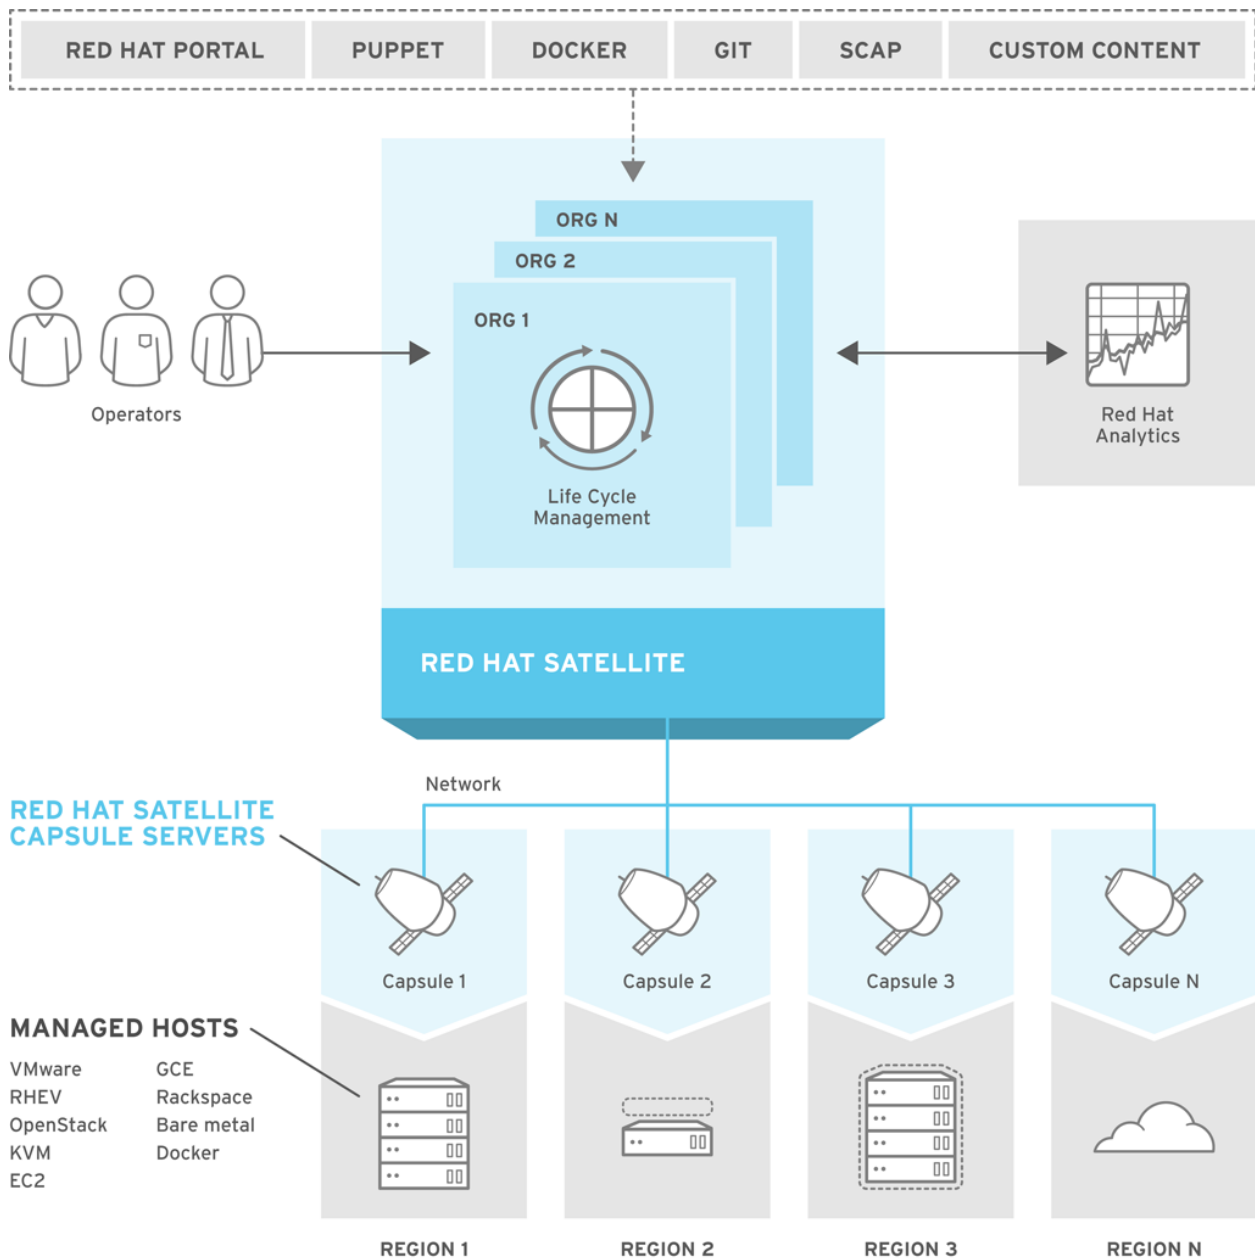 RED HAT PORTAL
PUPPET
DOCKER
GIT
SCAP
CUSTOM CONTENT
ORG N
ORG 2
ORG 1
Life Cycle
Management
Operators
Red Hat
Analytics
RED HAT SATELLITE
Network
RED HAT SATELLITE
CAPSULE SERVERS
Capsule 1
Capsule 2
Capsule 3
Capsule N
MANAGED HOSTS
VMware
RHEV
OpenStack
KVM
EC2
GCE
Rackspace
Bare metal
Docker
REGION 1
REGION 2
REGION 3
REGION N